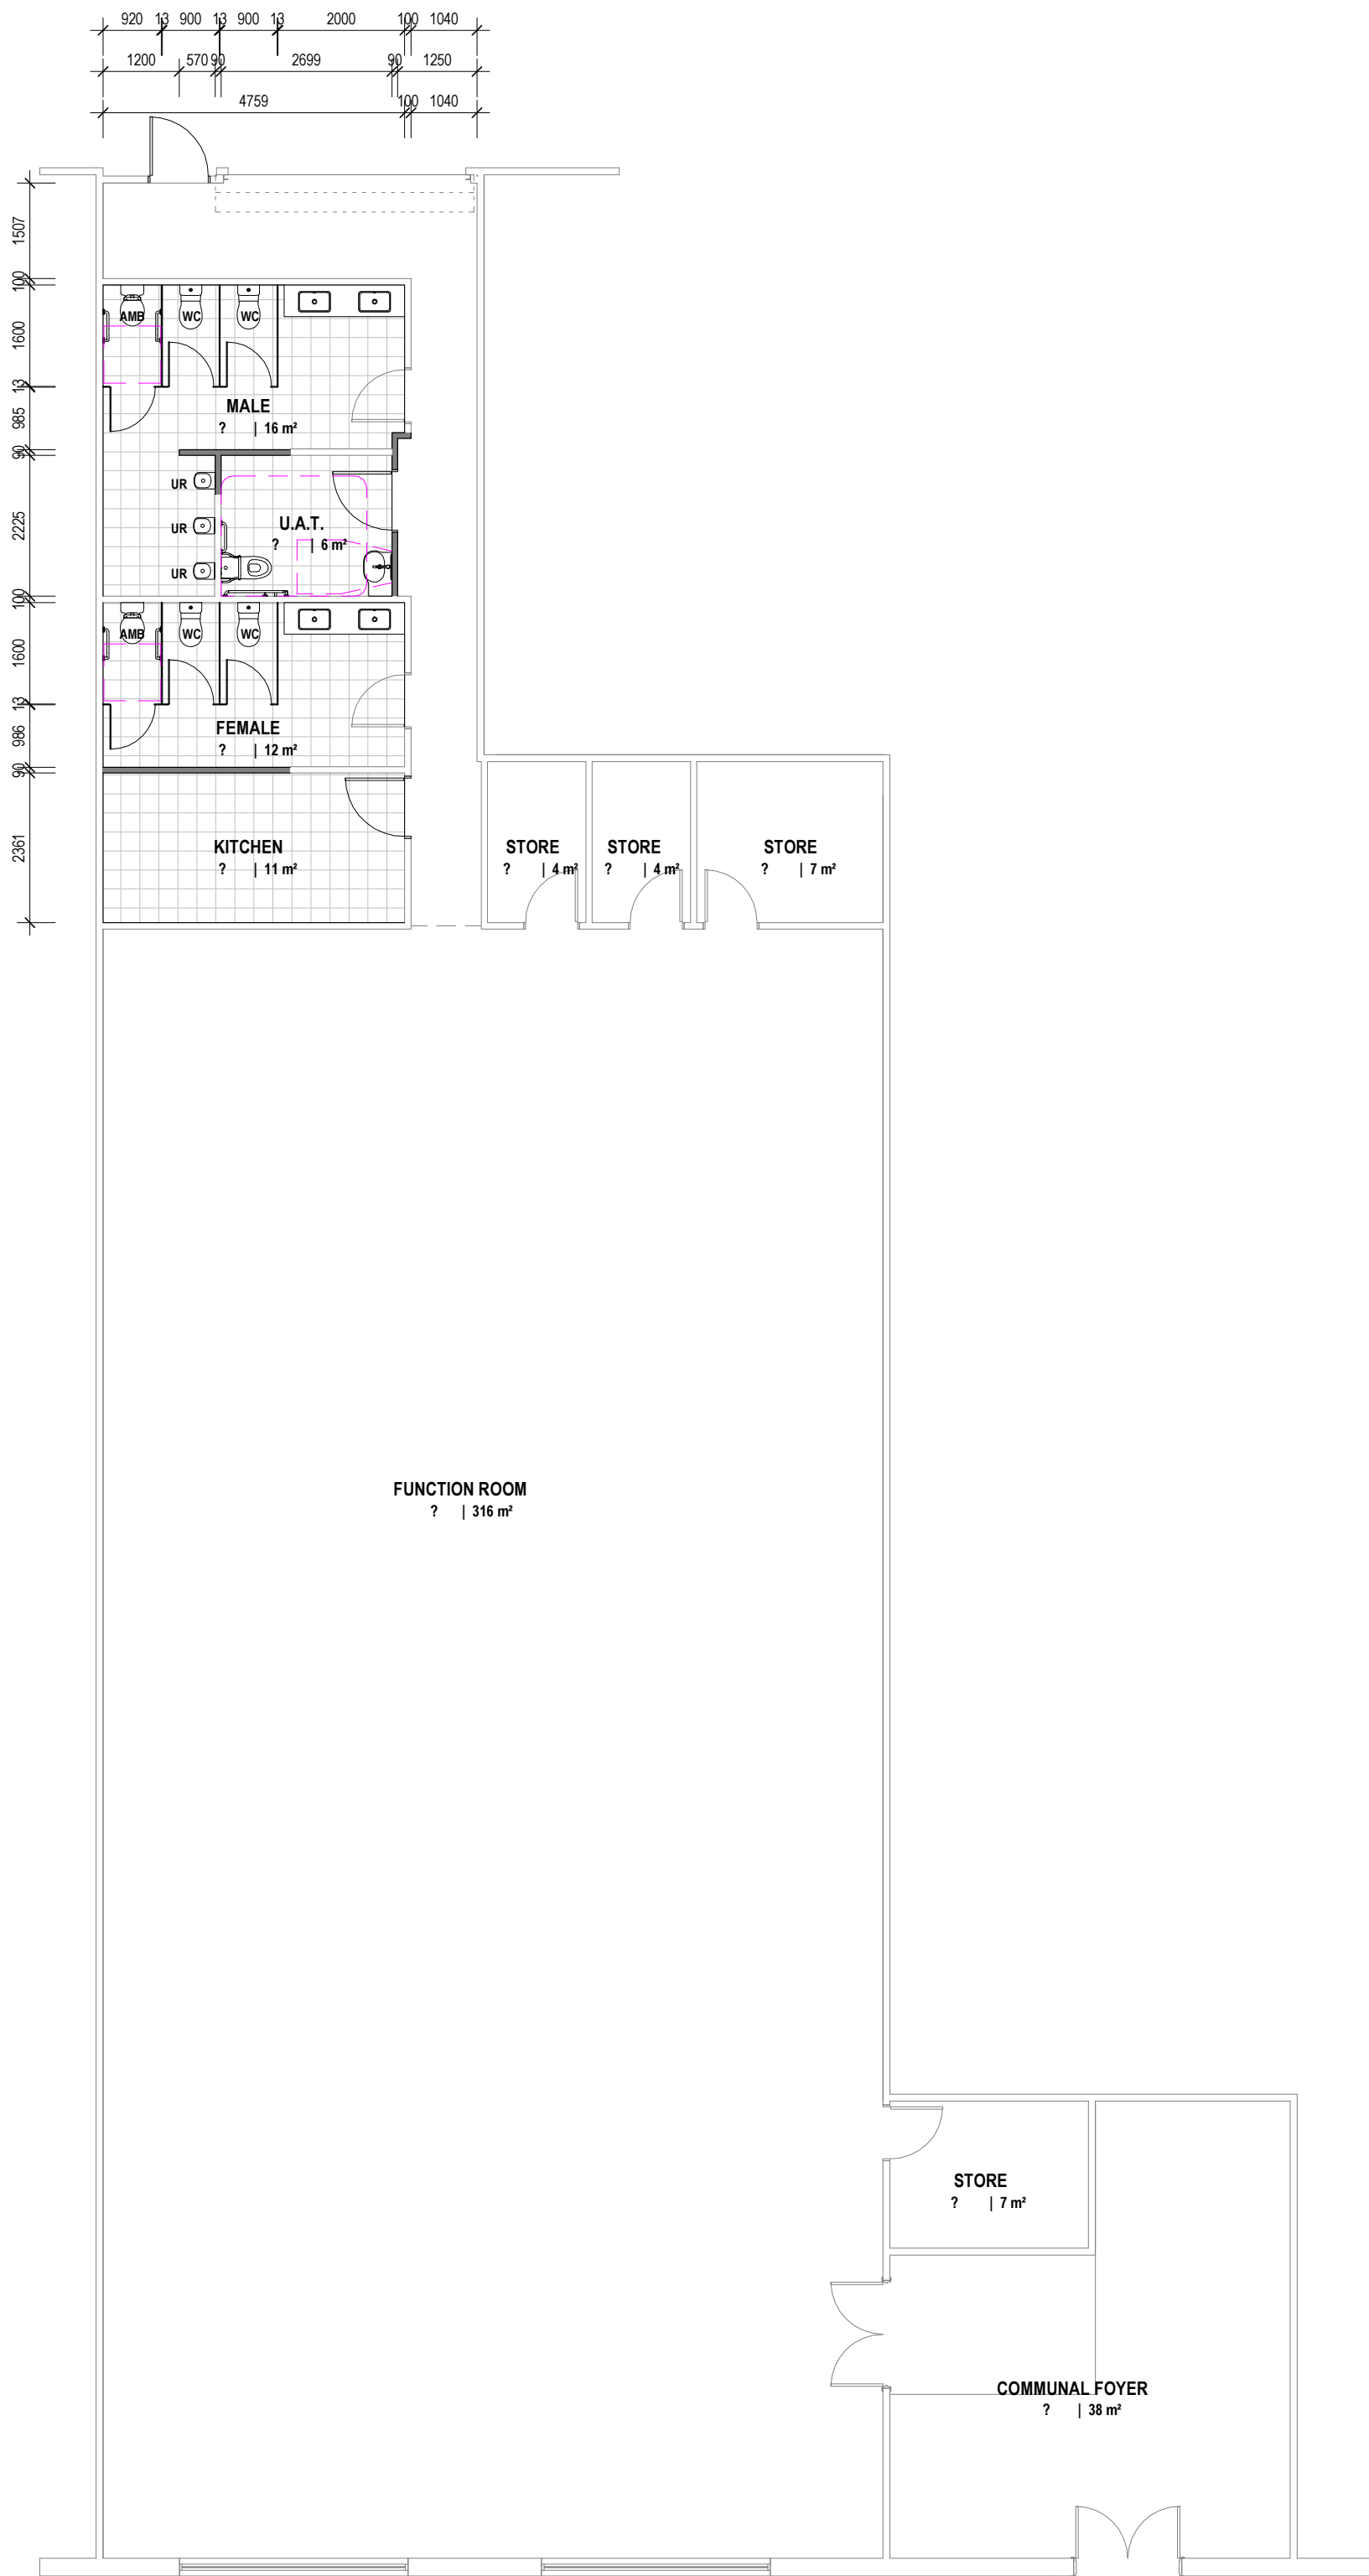 920 13 900 13 900 13 2000 100 1040
1200 570 90 2699 90 1250
4759 100 1040
1507
100
1600
13
985
90
2225
100
1600
13
986
90
2361
AMB WC WC
MALE
? | 16 m²
UR
UR
UR
U.A.T.
? | 6 m²
AMB WC WC
FEMALE
? | 12 m²
KITCHEN
? | 11 m²
STORE
? | 4 m²
STORE
? | 4 m²
STORE
? | 7 m²
FUNCTION ROOM
? | 316 m²
STORE
? | 7 m²
COMMUNAL FOYER
? | 38 m²